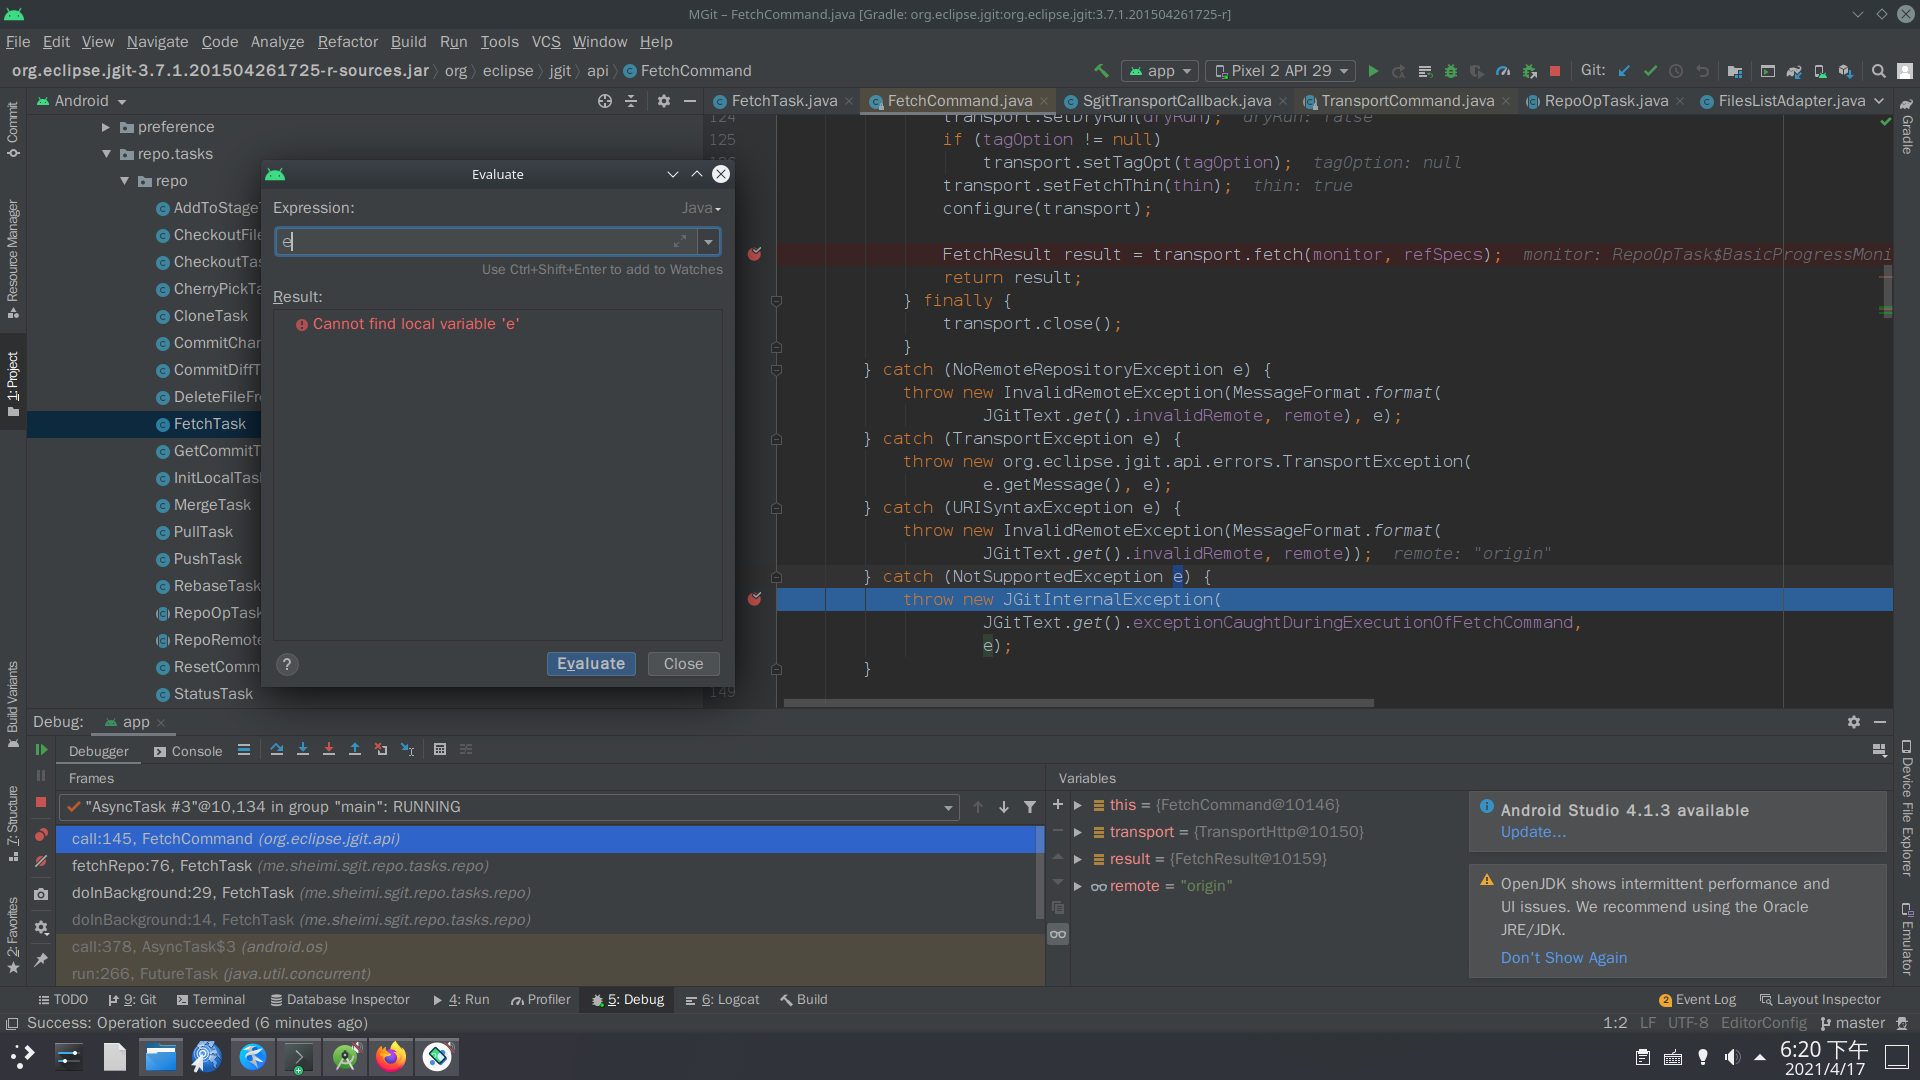 MGit – FetchCommand.java [Gradle: org.eclipse.jgit:org.eclipse.jgit:3.7.1.201504261725-r]
File Edit View Navigate Code Analyze Refactor Build Run Tools VCS Window Help
org.eclipse.jgit-3.7.1.201504261725-r-sources.jar org eclipse jgit api FetchCommand
app Pixel 2 API 29 Git:
Android
FetchTask.java FetchCommand.java SgitTransportCallback.java TransportCommand.java RepoOpTask.java FilesListAdapter.java
Commit
Resource Manager
1: Project
Build Variants
7: Structure
2: Favorites
Gradle
Device File Explorer
Emulator
preference
repo.tasks
repo
AddToStageT
CheckoutFile
CheckoutTas
CherryPickTa
CloneTask
CommitChar
CommitDiffT
DeleteFileFro
FetchTask
GetCommitT
InitLocalTask
MergeTask
PullTask
PushTask
RebaseTask
RepoOpTask
RepoRemote
ResetComm
StatusTask
Evaluate
Expression: Java
e
Use Ctrl+Shift+Enter to add to Watches
Result:
Cannot find local variable 'e'
? Evaluate Close
124 transport.setDryRun(dryRun); dryRun: false
125 if (tagOption != null)
transport.setTagOpt(tagOption); tagOption: null
transport.setFetchThin(thin); thin: true
configure(transport);
FetchResult result = transport.fetch(monitor, refSpecs); monitor: RepoOpTask$BasicProgressMoni
return result;
} finally {
transport.close();
}
} catch (NoRemoteRepositoryException e) {
throw new InvalidRemoteException(MessageFormat.format(
JGitText.get().invalidRemote, remote), e);
} catch (TransportException e) {
throw new org.eclipse.jgit.api.errors.TransportException(
e.getMessage(), e);
} catch (URISyntaxException e) {
throw new InvalidRemoteException(MessageFormat.format(
JGitText.get().invalidRemote, remote)); remote: "origin"
} catch (NotSupportedException e) {
throw new JGitInternalException(
JGitText.get().exceptionCaughtDuringExecutionOfFetchCommand,
e);
}
149
Debug: app
Debugger Console
Frames
"AsyncTask #3"@10,134 in group "main": RUNNING
call:145, FetchCommand (org.eclipse.jgit.api)
fetchRepo:76, FetchTask (me.sheimi.sgit.repo.tasks.repo)
doInBackground:29, FetchTask (me.sheimi.sgit.repo.tasks.repo)
doInBackground:14, FetchTask (me.sheimi.sgit.repo.tasks.repo)
call:378, AsyncTask$3 (android.os)
run:266, FutureTask (java.util.concurrent)
Variables
this = {FetchCommand@10146}
transport = {TransportHttp@10150}
result = {FetchResult@10159}
remote = "origin"
Android Studio 4.1.3 available
Update...
OpenJDK shows intermittent performance and
UI issues. We recommend using the Oracle
JRE/JDK.
Don't Show Again
TODO 9: Git Terminal Database Inspector 4: Run Profiler 5: Debug 6: Logcat Build 2 Event Log Layout Inspector
Success: Operation succeeded (6 minutes ago) 1:2 LF UTF-8 EditorConfig master
6:20 下午
2021/4/17